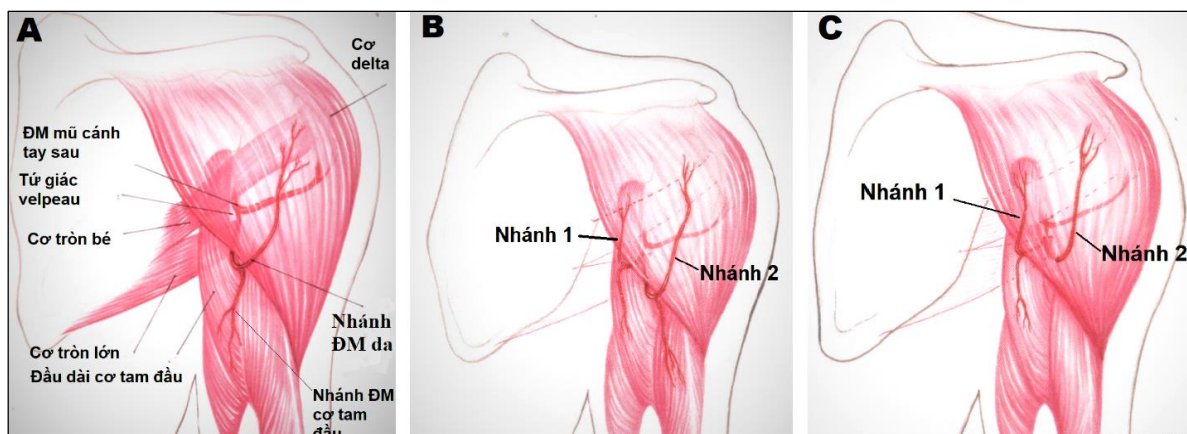 A
Cơ
delta
ĐM mũ cánh
tay sau
Tứ giác
velpeau
Cơ tròn bé
Cơ tròn lớn
Đầu dài cơ tam đầu
Nhánh
ĐM da
Nhánh ĐM
cơ tam
đầu
B
Nhánh 1
Nhánh 2
C
Nhánh 1
Nhánh 2